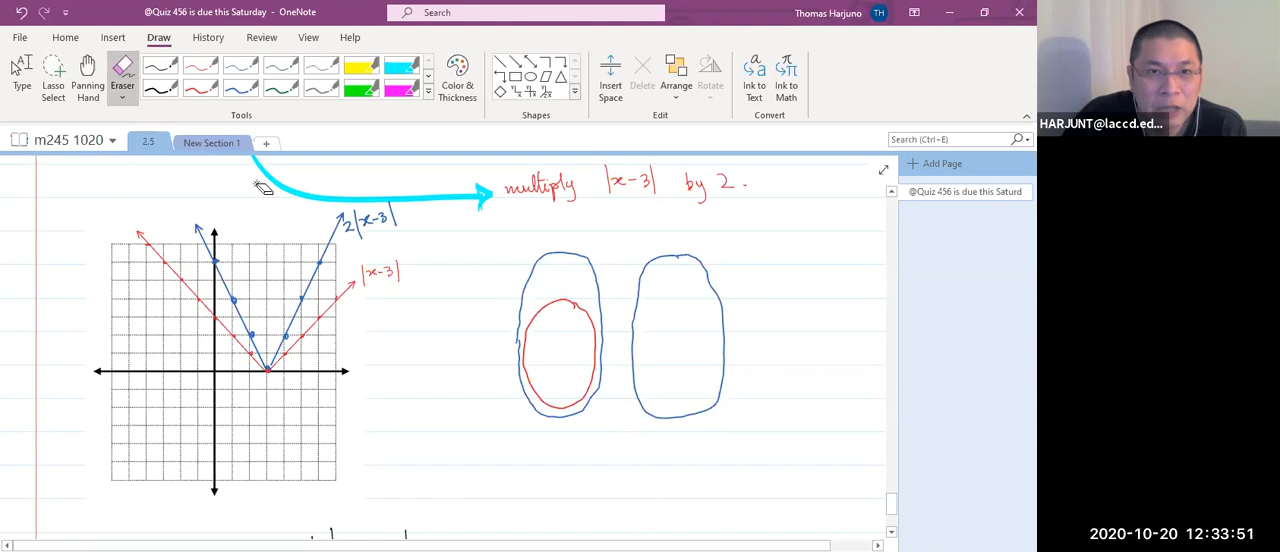 @Quiz 456 is due this Saturday - OneNote
Search
Thomas Harjuno
TH
File
Home
Insert
Draw
History
Review
View
Help
Type
Lasso
Select
Panning
Hand
Eraser
Color &
Thickness
Insert
Space
Delete
Arrange
Rotate
Ink to
Text
Ink to
Math
Tools
Shapes
Edit
Convert
HARJUNT@laccd.ed...
m245 1020
2.5
New Section 1
Search (Ctrl+E)
Add Page
@Quiz 456 is due this Saturd
multiply |x-3| by 2.
2|x-3|
|x-3|
2020-10-20 12:33:51